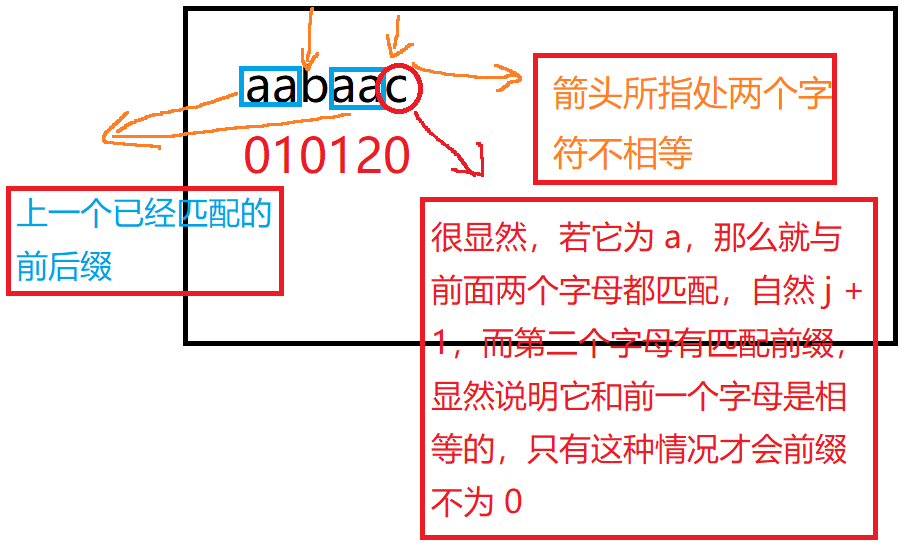 aabaac
010120
箭头所指处两个字
符不相等
上一个已经匹配的
前后缀
很显然，若它为 a，那么就与
前面两个字母都匹配，自然 j +
1，而第二个字母有匹配前缀，
显然说明它和前一个字母是相
等的，只有这种情况才会前缀
不为 0